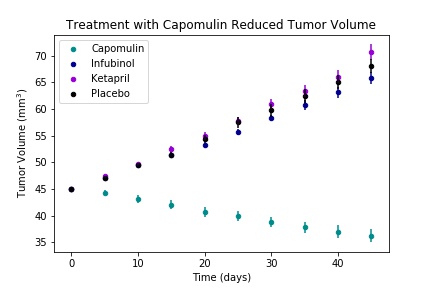 Treatment with Capomulin Reduced Tumor Volume
Tumor Volume (mm³)
70
65
60
55
50
45
40
35
Capomulin
Infubinol
Ketapril
Placebo
0 10 20 30 40
Time (days)